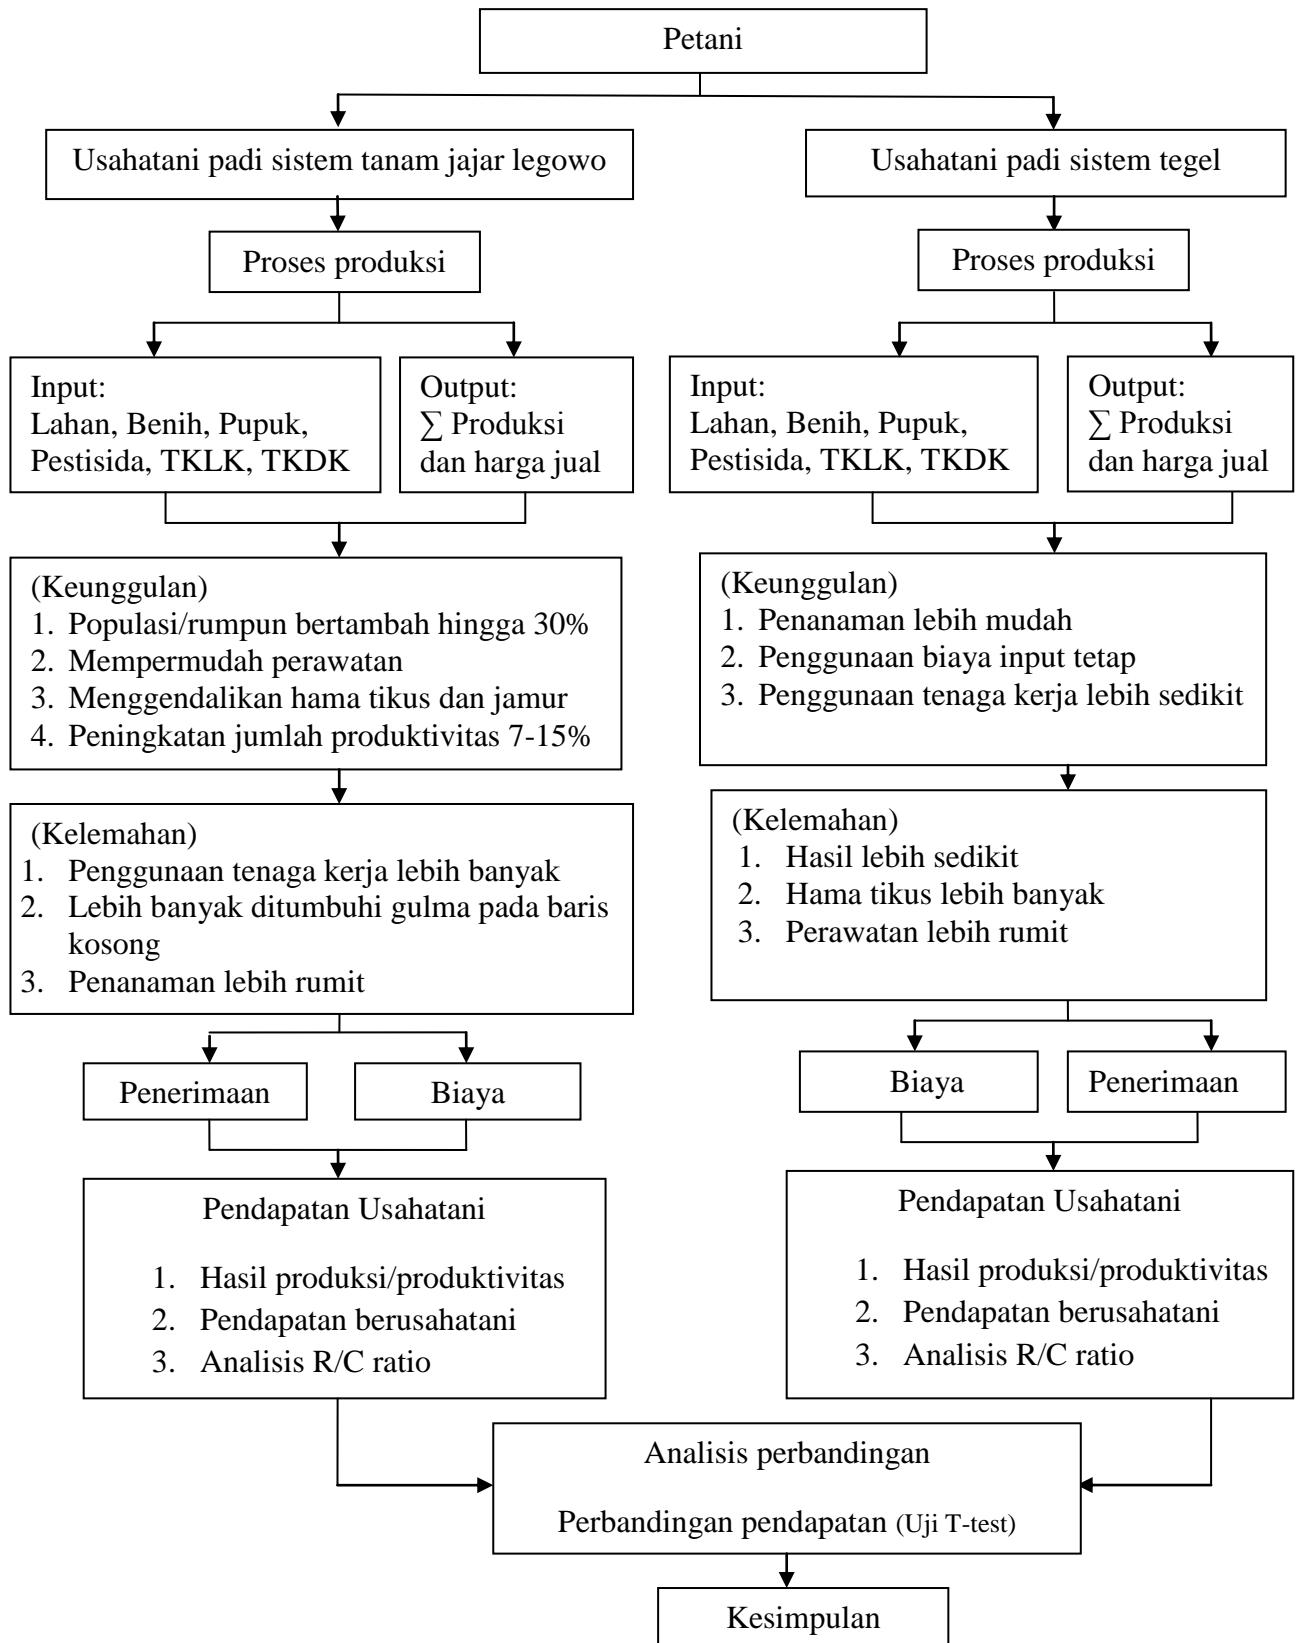 Petani
Usahatani padi sistem tanam jajar legowo
Usahatani padi sistem tegel
Proses produksi
Proses produksi
Input:
Lahan, Benih, Pupuk,
Pestisida, TKLK, TKDK
Output:
∑ Produksi
dan harga jual
Input:
Lahan, Benih, Pupuk,
Pestisida, TKLK, TKDK
Output:
∑ Produksi
dan harga jual
(Keunggulan)
1. Populasi/rumpun bertambah hingga 30%
2. Mempermudah perawatan
3. Menggendalikan hama tikus dan jamur
4. Peningkatan jumlah produktivitas 7-15%
(Keunggulan)
1. Penanaman lebih mudah
2. Penggunaan biaya input tetap
3. Penggunaan tenaga kerja lebih sedikit
(Kelemahan)
1. Penggunaan tenaga kerja lebih banyak
2. Lebih banyak ditumbuhi gulma pada baris
kosong
3. Penanaman lebih rumit
(Kelemahan)
1. Hasil lebih sedikit
2. Hama tikus lebih banyak
3. Perawatan lebih rumit
Penerimaan
Biaya
Biaya
Penerimaan
Pendapatan Usahatani
1. Hasil produksi/produktivitas
2. Pendapatan berusahatani
3. Analisis R/C ratio
Pendapatan Usahatani
1. Hasil produksi/produktivitas
2. Pendapatan berusahatani
3. Analisis R/C ratio
Analisis perbandingan
Perbandingan pendapatan (Uji T-test)
Kesimpulan